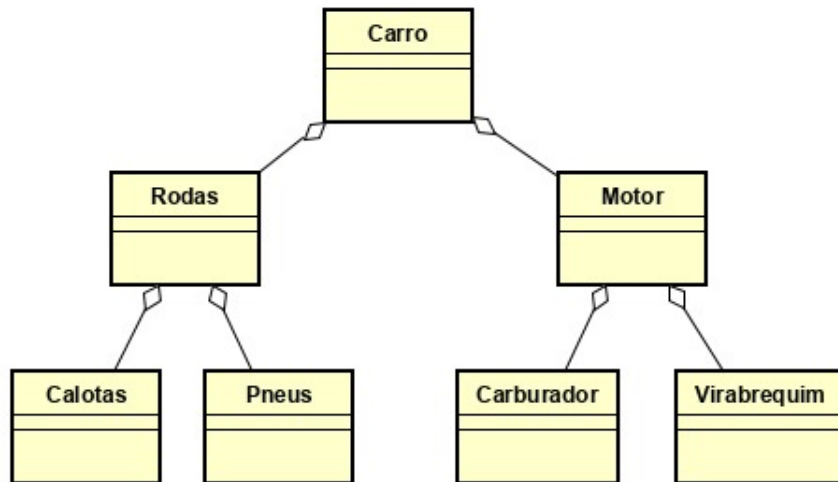 Carro
Rodas
Motor
Calotas
Pneus
Carburador
Virabrequim